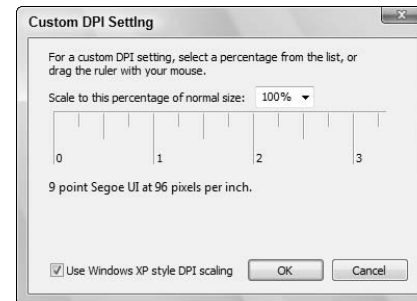 Custom DPI Setting
For a custom DPI setting, select a percentage from the list, or
drag the ruler with your mouse.
Scale to this percentage of normal size: 100%
0 1 2 3
9 point Segoe UI at 96 pixels per inch.
Use Windows XP style DPI scaling OK Cancel